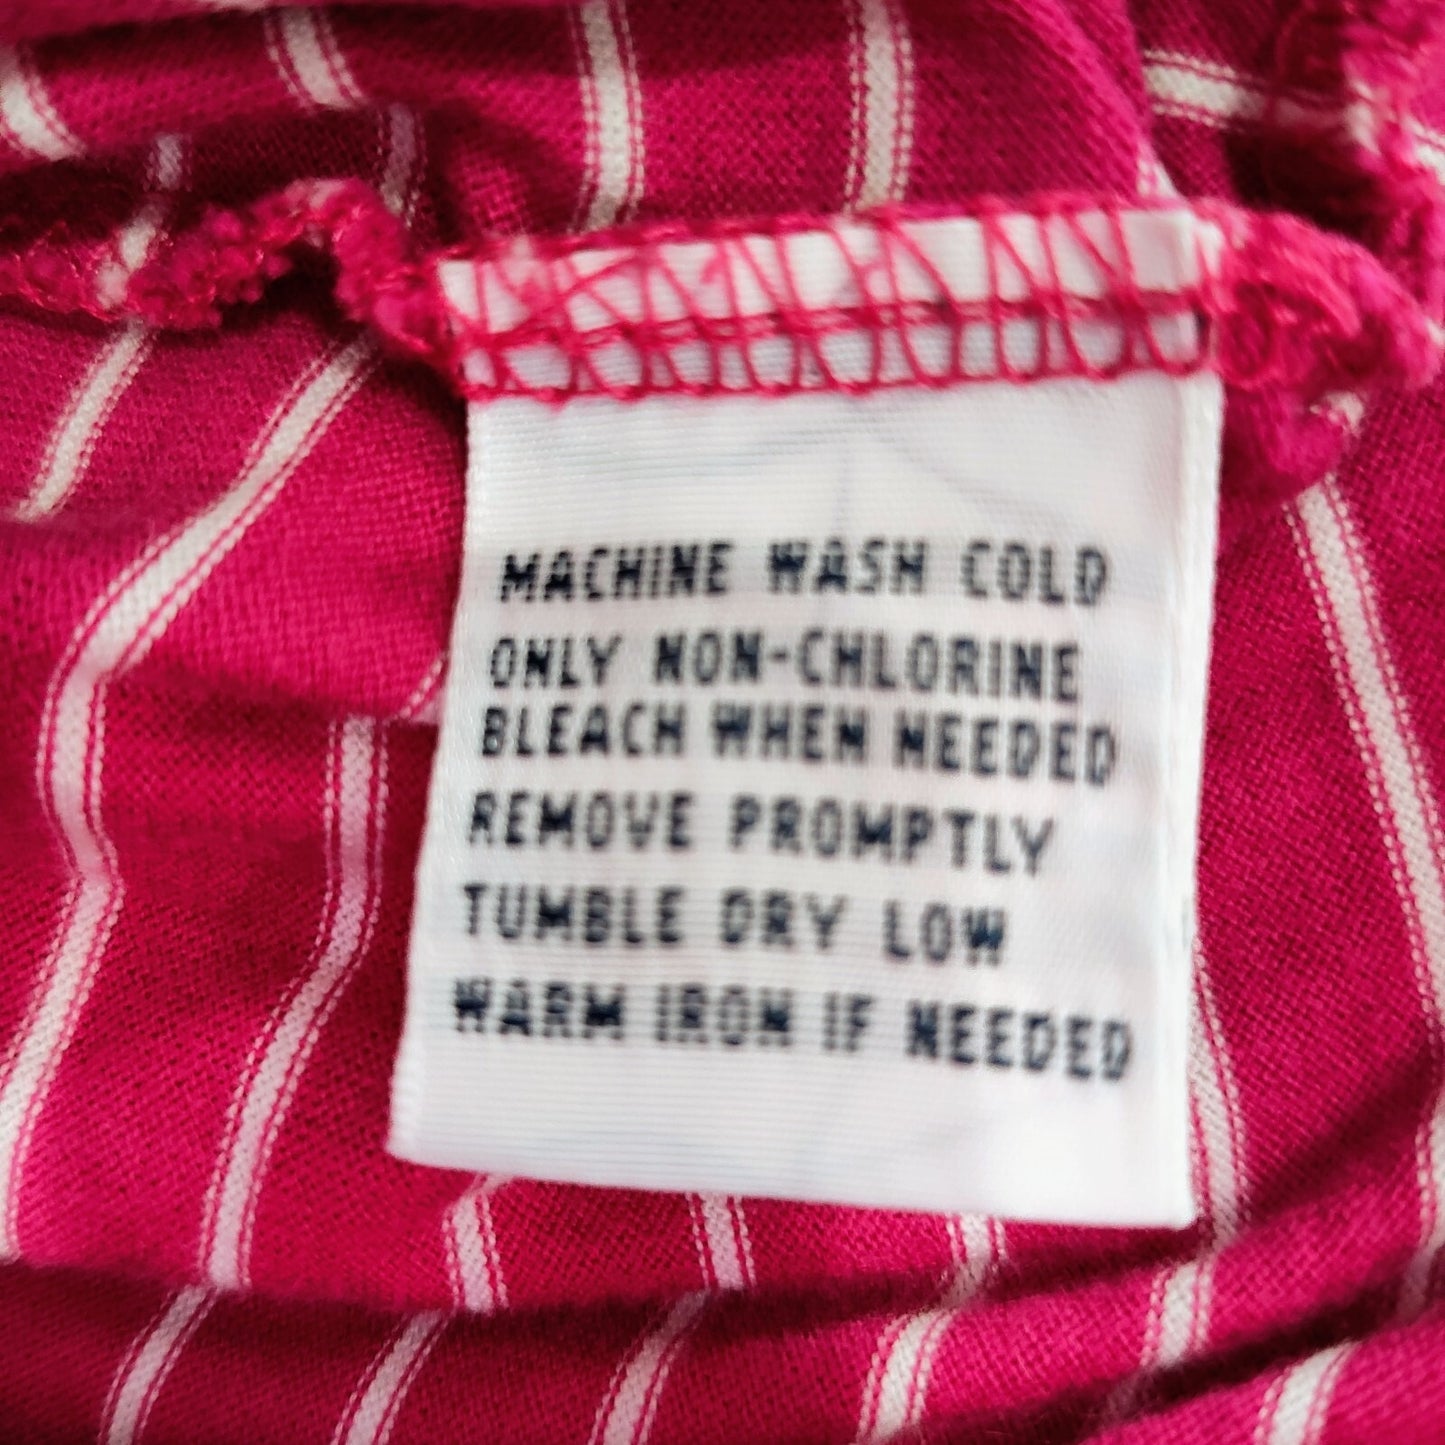 MACHINE WASH COLD
ONLY NON-CHLORINE
BLEACH WHEN NEEDED
REMOVE PROMPTLY
TUMBLE DRY LOW
WARM IRON IF NEEDED